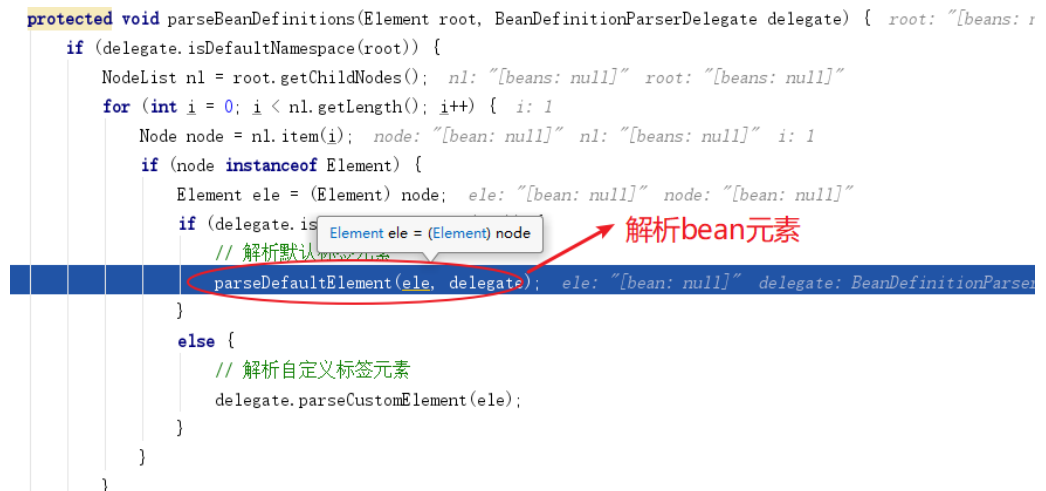 protected void parseBeanDefinitions(Element root, BeanDefinitionParserDelegate delegate) { root: "[beans:
if (delegate.isDefaultNamespace(root)) {
NodeList nl = root.getChildNodes(); nl: "[beans: null]" root: "[beans: null]"
for (int i = 0; i < nl.getLength(); i++) { i: 1
Node node = nl.item(i); node: "[bean: null]" nl: "[beans: null]" i: 1
if (node instanceof Element) {
Element ele = (Element) node; ele: "[bean: null]" node: "[bean: null]"
if (delegate.is
Element ele = (Element) node
解析bean元素
// 解析默认标签元素
parseDefaultElement(ele, delegate); ele: "[bean: null]" delegate: BeanDefinitionParser
}
else {
// 解析自定义标签元素
delegate.parseCustomElement(ele);
}
}
}